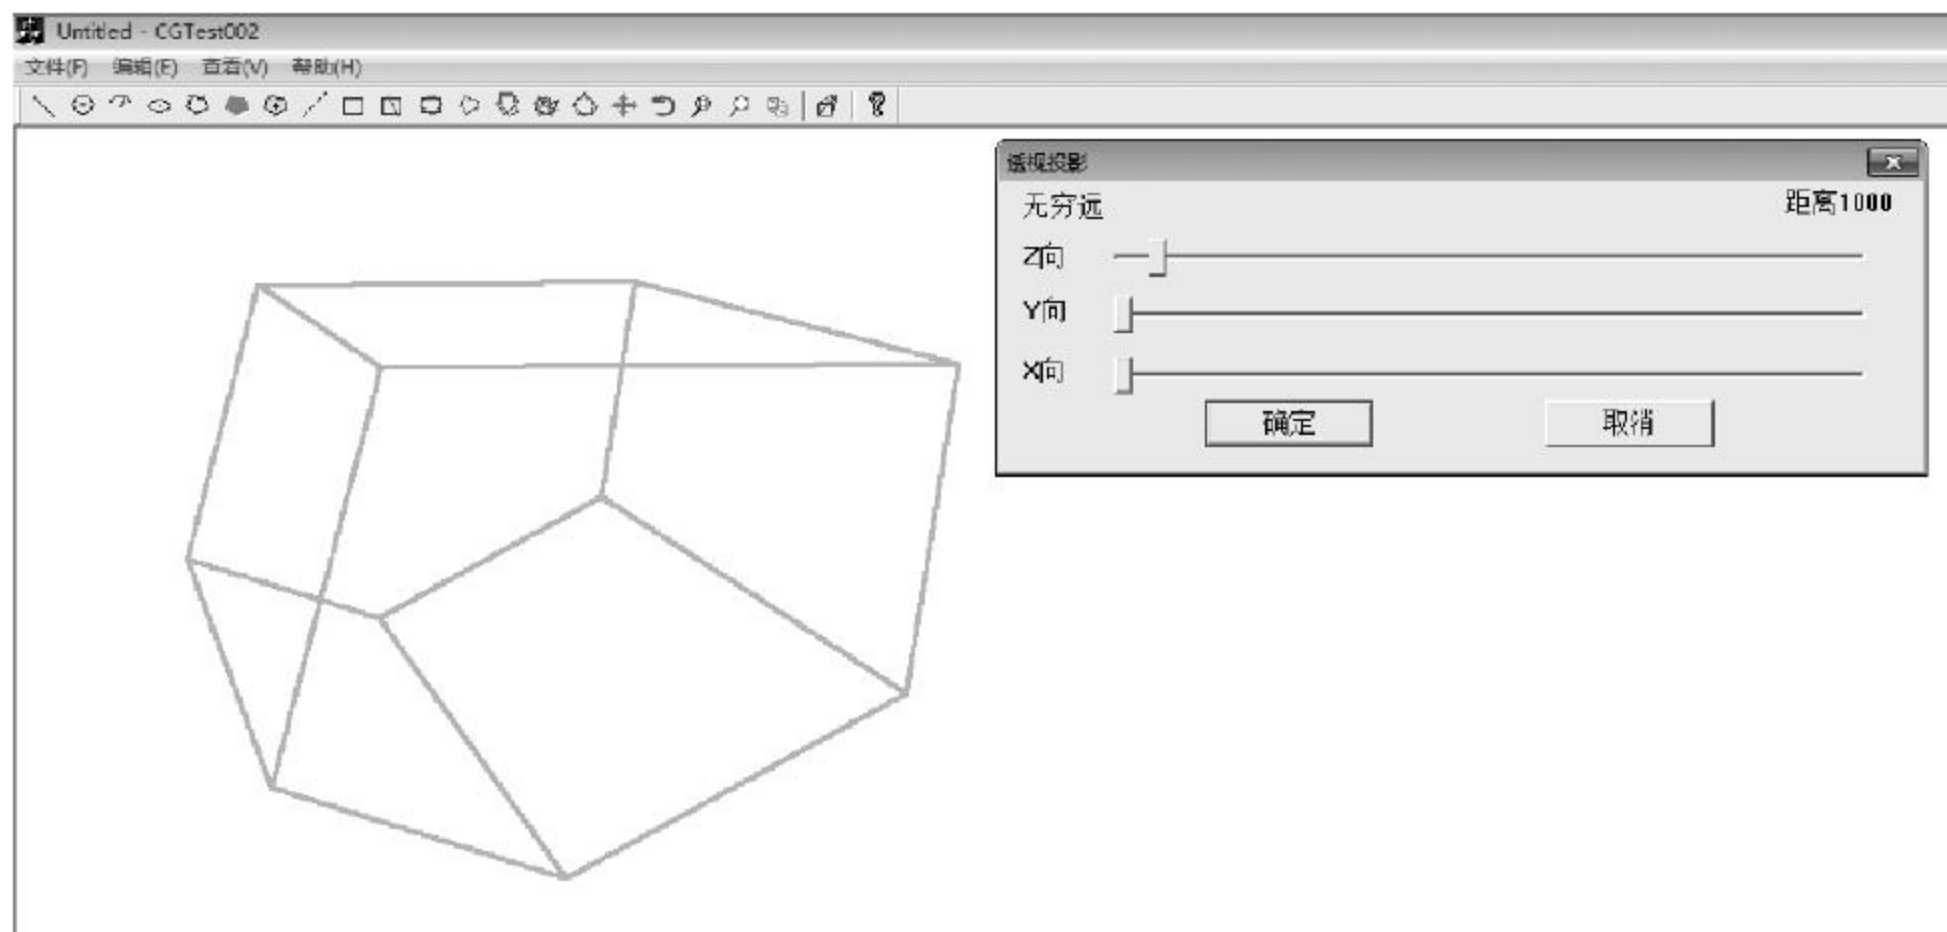 Untitled - CGTest002
文件(F) 编辑(E) 查看(V) 帮助(H)
透视投影
无穷远 距离1000
Z向
Y向
X向
确定 取消